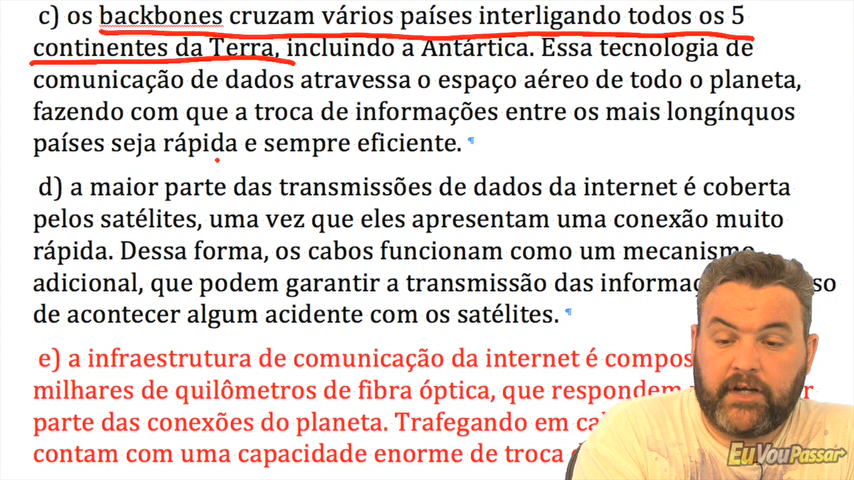 c) os backbones cruzam vários países interligando todos os 5
continentes da Terra, incluindo a Antártica. Essa tecnologia de
comunicação de dados atravessa o espaço aéreo de todo o planeta,
fazendo com que a troca de informações entre os mais longínquos
países seja rápida e sempre eficiente.
d) a maior parte das transmissões de dados da internet é coberta
pelos satélites, uma vez que eles apresentam uma conexão muito
rápida. Dessa forma, os cabos funcionam como um mecanismo
adicional, que podem garantir a transmissão das
de acontecer algum acidente com os satélites.
e) a infraestrutura de comunicação da internet é
milhares de quilômetros de fibra óptica, que respondem
parte das conexões do planeta. Trafegando em
contam com uma capacidade enorme de troca
EuVouPassar